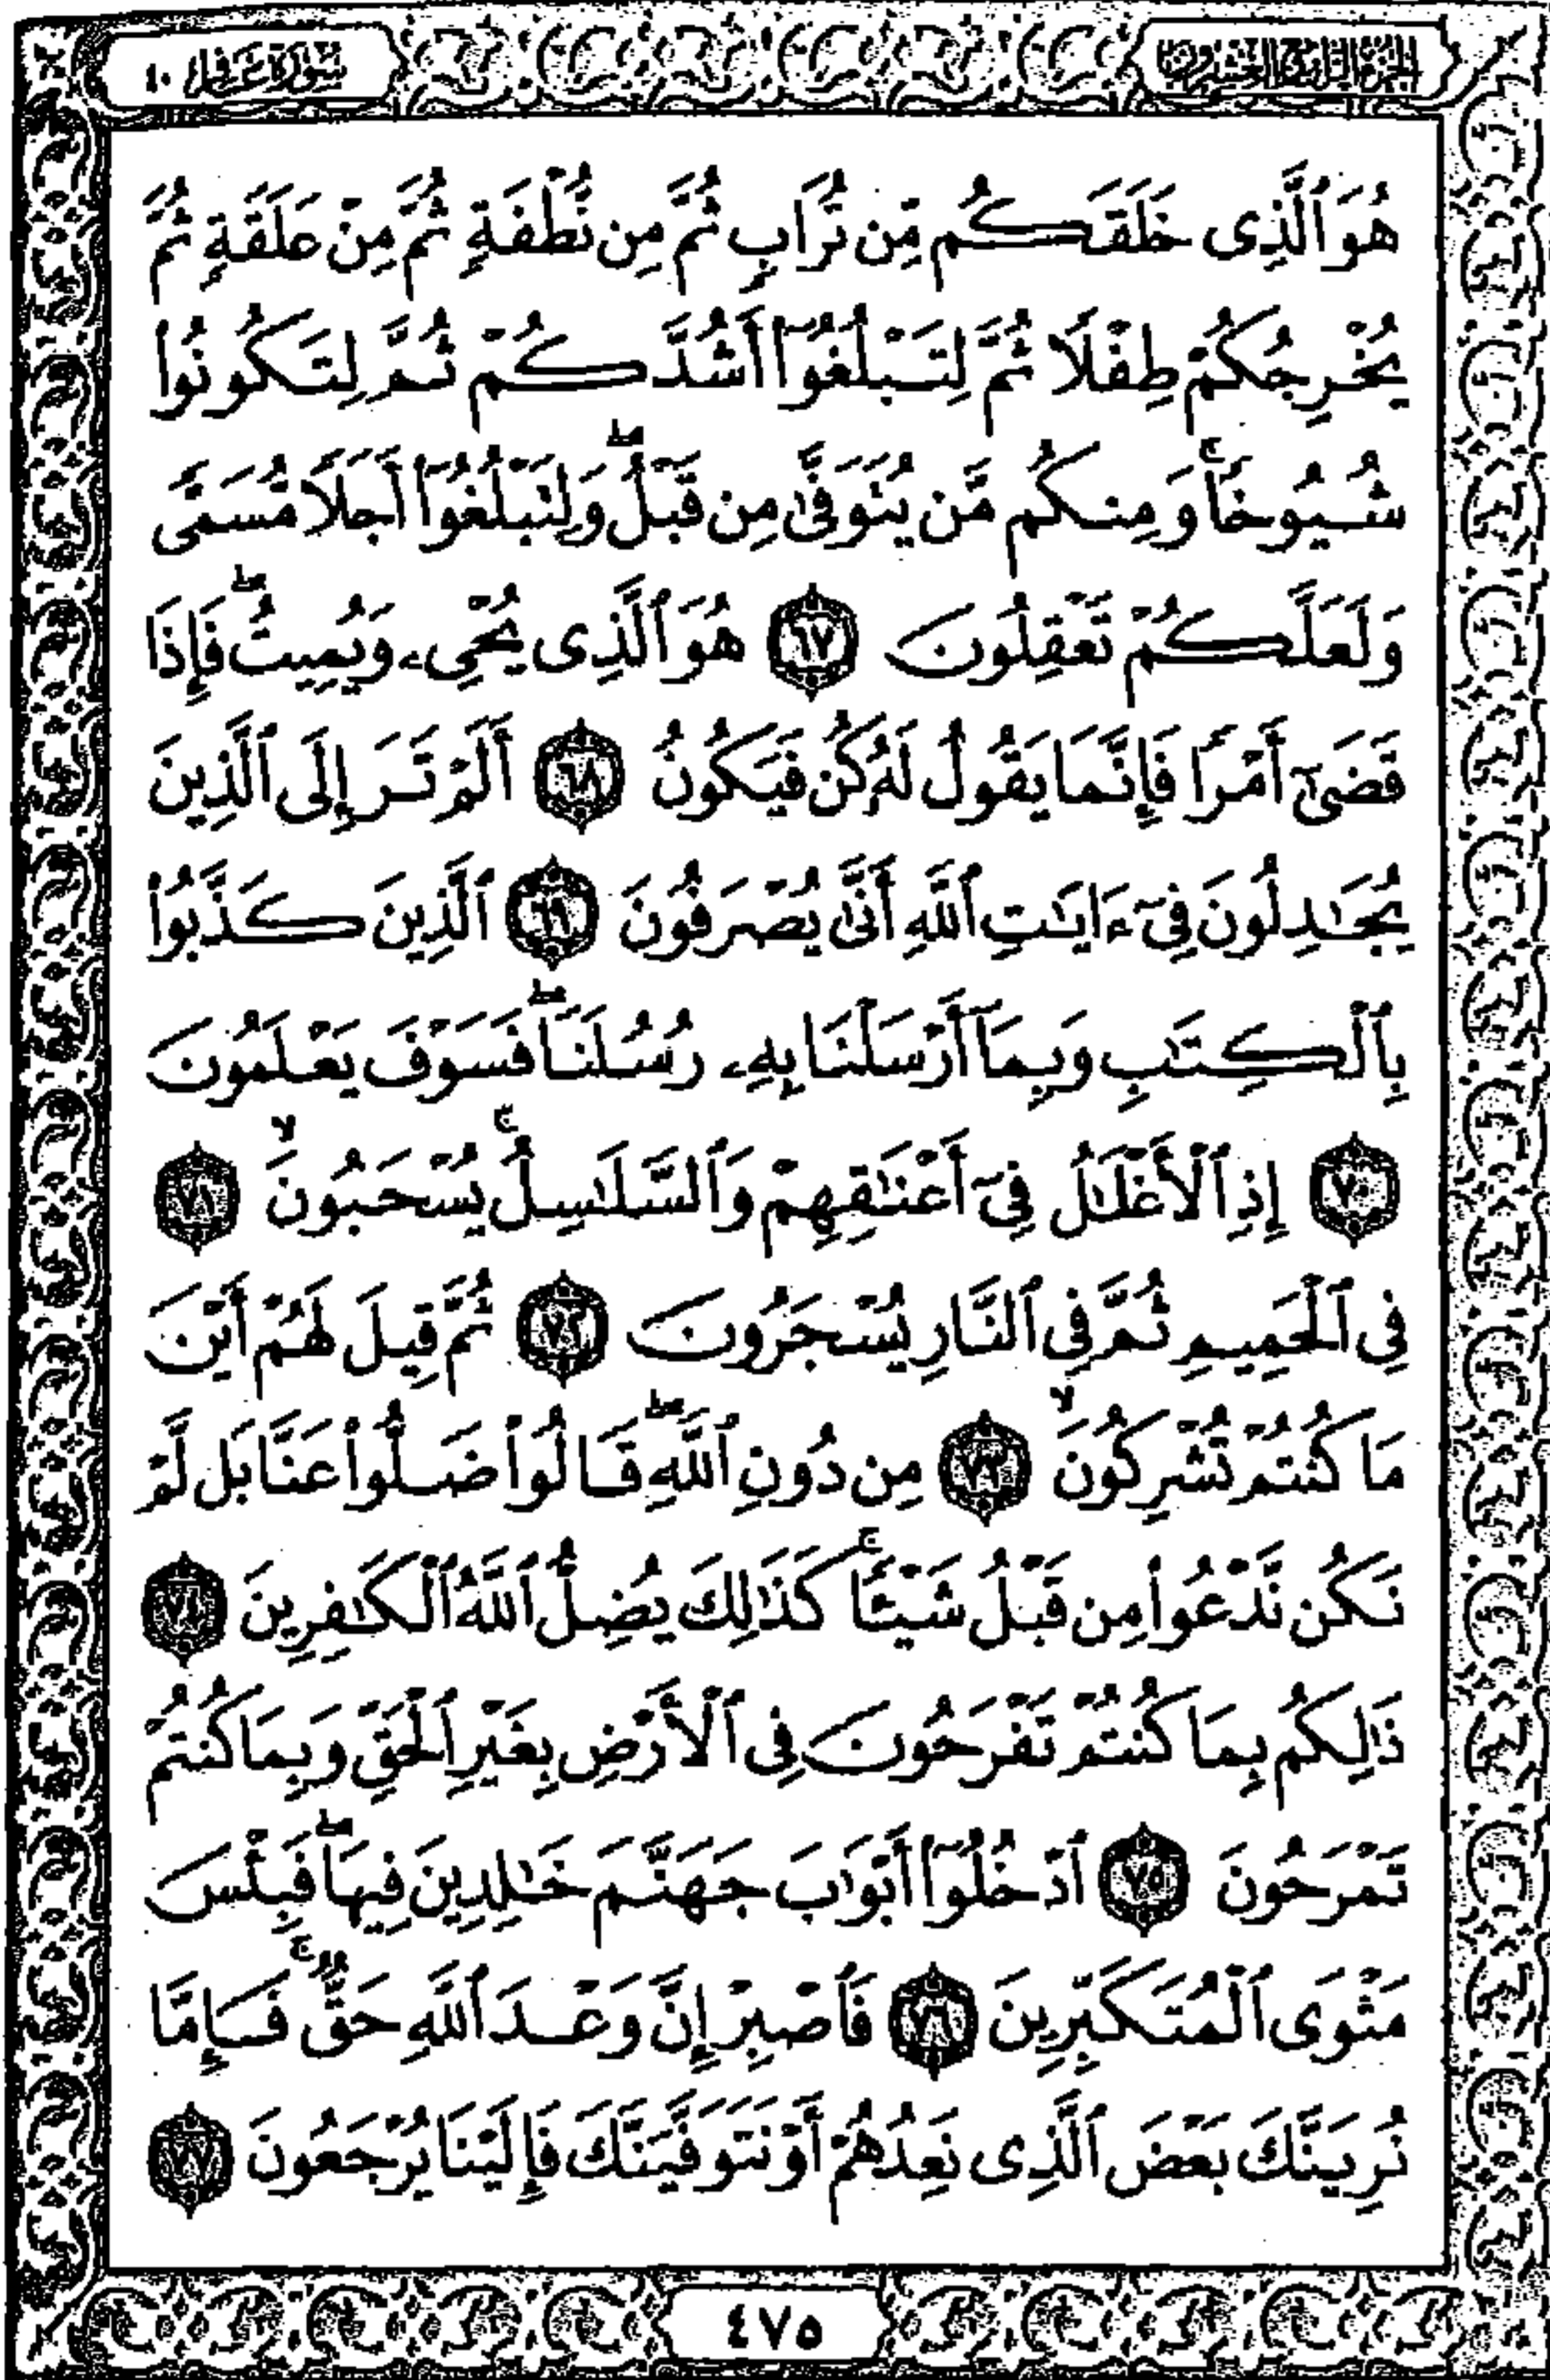 الجزء الرابع والعشرون
سورة غافر ٤٠
هُوَ ٱلَّذِى خَلَقَكُم مِّن تُرَابٍ ثُمَّ مِن نُّطْفَةٍ ثُمَّ مِنْ عَلَقَةٍ ثُمَّ
يُخْرِجُكُمْ طِفْلًا ثُمَّ لِتَبْلُغُوٓا۟ أَشُدَّكُمْ ثُمَّ لِتَكُونُوا۟
شُيُوخًا ۚ وَمِنكُم مَّن يُتَوَفَّىٰ مِن قَبْلُ ۖ وَلِتَبْلُغُوٓا۟ أَجَلًا مُّسَمًّى
وَلَعَلَّكُمْ تَعْقِلُونَ ٦٧ هُوَ ٱلَّذِى يُحْىِۦ وَيُمِيتُ ۖ فَإِذَا
قَضَىٰٓ أَمْرًا فَإِنَّمَا يَقُولُ لَهُۥ كُن فَيَكُونُ ٦٨ أَلَمْ تَرَ إِلَى ٱلَّذِينَ
يُجَٰدِلُونَ فِىٓ ءَايَٰتِ ٱللَّهِ أَنَّىٰ يُصْرَفُونَ ٦٩ ٱلَّذِينَ كَذَّبُوا۟
بِٱلْكِتَٰبِ وَبِمَآ أَرْسَلْنَا بِهِۦ رُسُلَنَا ۖ فَسَوْفَ يَعْلَمُونَ
٧٠ إِذِ ٱلْأَغْلَٰلُ فِىٓ أَعْنَٰقِهِمْ وَٱلسَّلَٰسِلُ ۚ يُسْحَبُونَ ۙ ٧١
فِى ٱلْحَمِيمِ ثُمَّ فِى ٱلنَّارِ يُسْجَرُونَ ٧٢ ثُمَّ قِيلَ لَهُمْ أَيْنَ
مَا كُنتُمْ تُشْرِكُونَ ۙ ٧٣ مِن دُونِ ٱللَّهِ ۖ قَالُوا۟ ضَلُّوا۟ عَنَّا بَل لَّمْ
نَكُن نَّدْعُوا۟ مِن قَبْلُ شَيْـًٔا ۚ كَذَٰلِكَ يُضِلُّ ٱللَّهُ ٱلْكَٰفِرِينَ ٧٤
ذَٰلِكُم بِمَا كُنتُمْ تَفْرَحُونَ فِى ٱلْأَرْضِ بِغَيْرِ ٱلْحَقِّ وَبِمَا كُنتُمْ
تَمْرَحُونَ ٧٥ ٱدْخُلُوٓا۟ أَبْوَٰبَ جَهَنَّمَ خَٰلِدِينَ فِيهَا ۖ فَبِئْسَ
مَثْوَى ٱلْمُتَكَبِّرِينَ ٧٦ فَٱصْبِرْ إِنَّ وَعْدَ ٱللَّهِ حَقٌّ ۚ فَإِمَّا
نُرِيَنَّكَ بَعْضَ ٱلَّذِى نَعِدُهُمْ أَوْ نَتَوَفَّيَنَّكَ فَإِلَيْنَا يُرْجَعُونَ ٧٧
٤٧٥